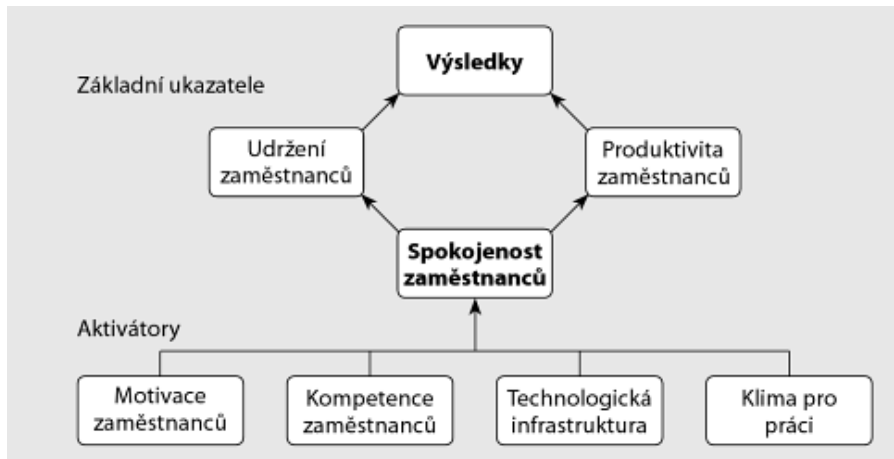 Výsledky
Základní ukazatele
Udržení
zaměstnanců
Produktivita
zaměstnanců
Spokojenost
zaměstnanců
Aktivátory
Motivace
zaměstnanců
Kompetence
zaměstnanců
Technologická
infrastruktura
Klima pro
práci